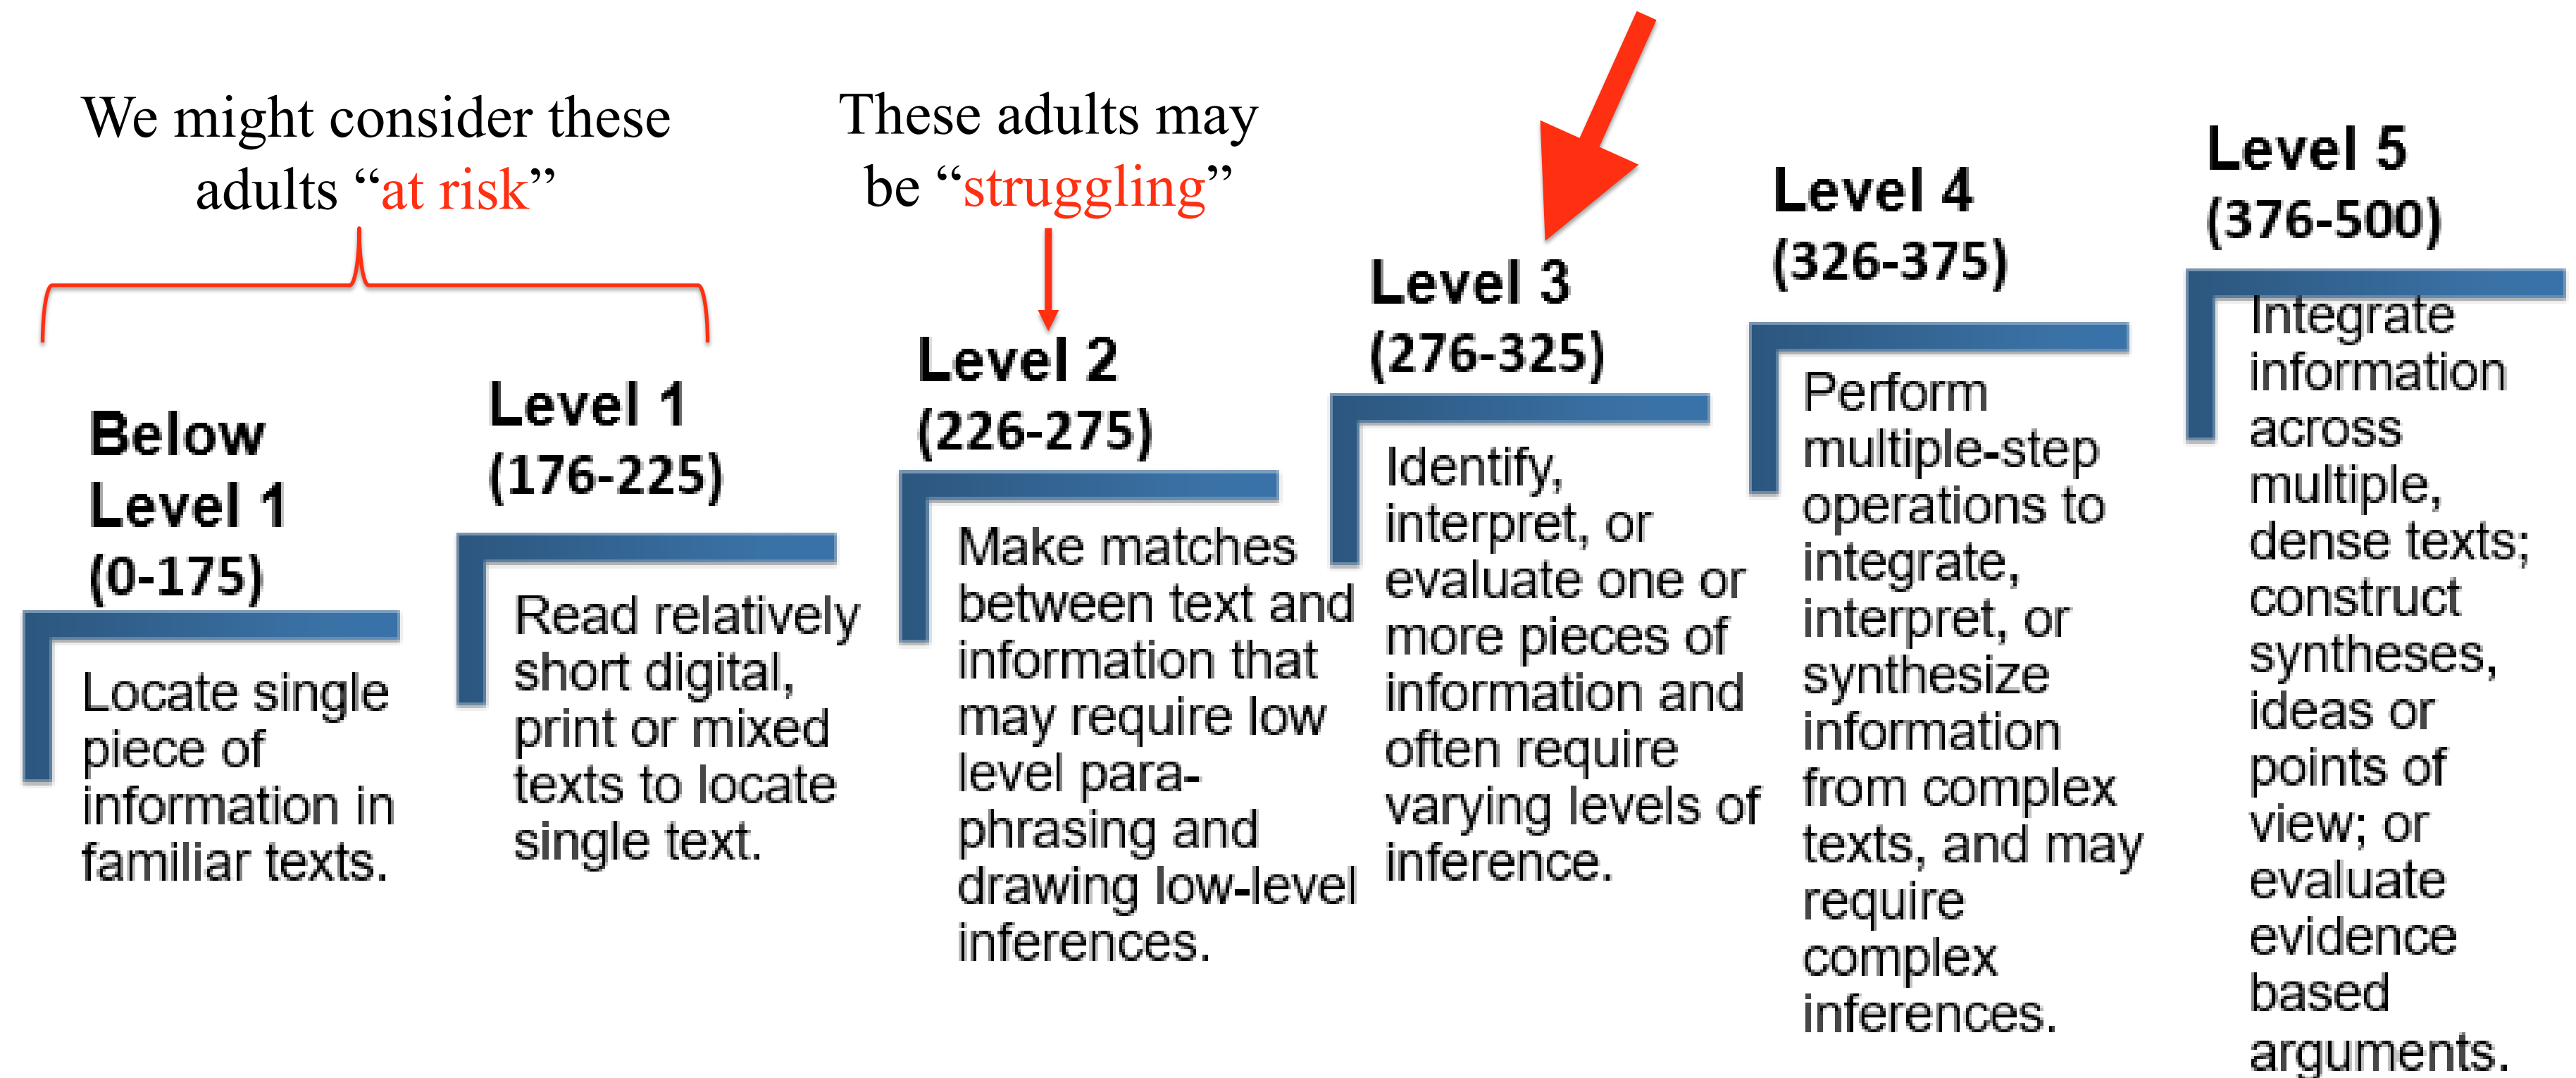 We might consider these
adults “at risk”
These adults may
be “struggling”
Below
Level 1
(0-175)
Locate single
piece of
information in
familiar texts.
Level 1
(176-225)
Read relatively
short digital,
print or mixed
texts to locate
single text.
Level 2
(226-275)
Make matches
between text and
information that
may require low
level para-
phrasing and
drawing low-level
inferences.
Level 3
(276-325)
Identify,
interpret, or
evaluate one or
more pieces of
information and
often require
varying levels of
inference.
Level 4
(326-375)
Perform
multiple-step
operations to
integrate,
interpret, or
synthesize
information
from complex
texts, and may
require
complex
inferences.
Level 5
(376-500)
Integrate
information
across
multiple,
dense texts;
construct
syntheses,
ideas or
points of
view; or
evaluate
evidence
based
arguments.